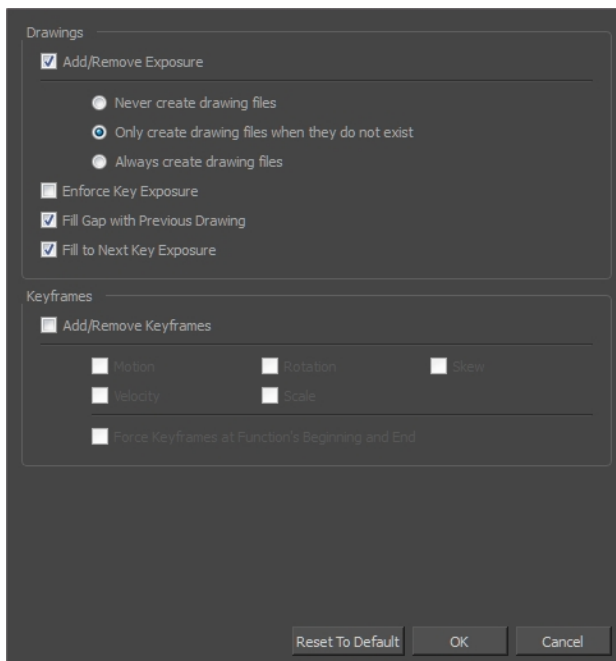 Drawings
Add/Remove Exposure
Never create drawing files
Only create drawing files when they do not exist
Always create drawing files
Enforce Key Exposure
Fill Gap with Previous Drawing
Fill to Next Key Exposure
Keyframes
Add/Remove Keyframes
Motion Rotation Skew
Velocity Scale
Force Keyframes at Function's Beginning and End
Reset To Default OK Cancel